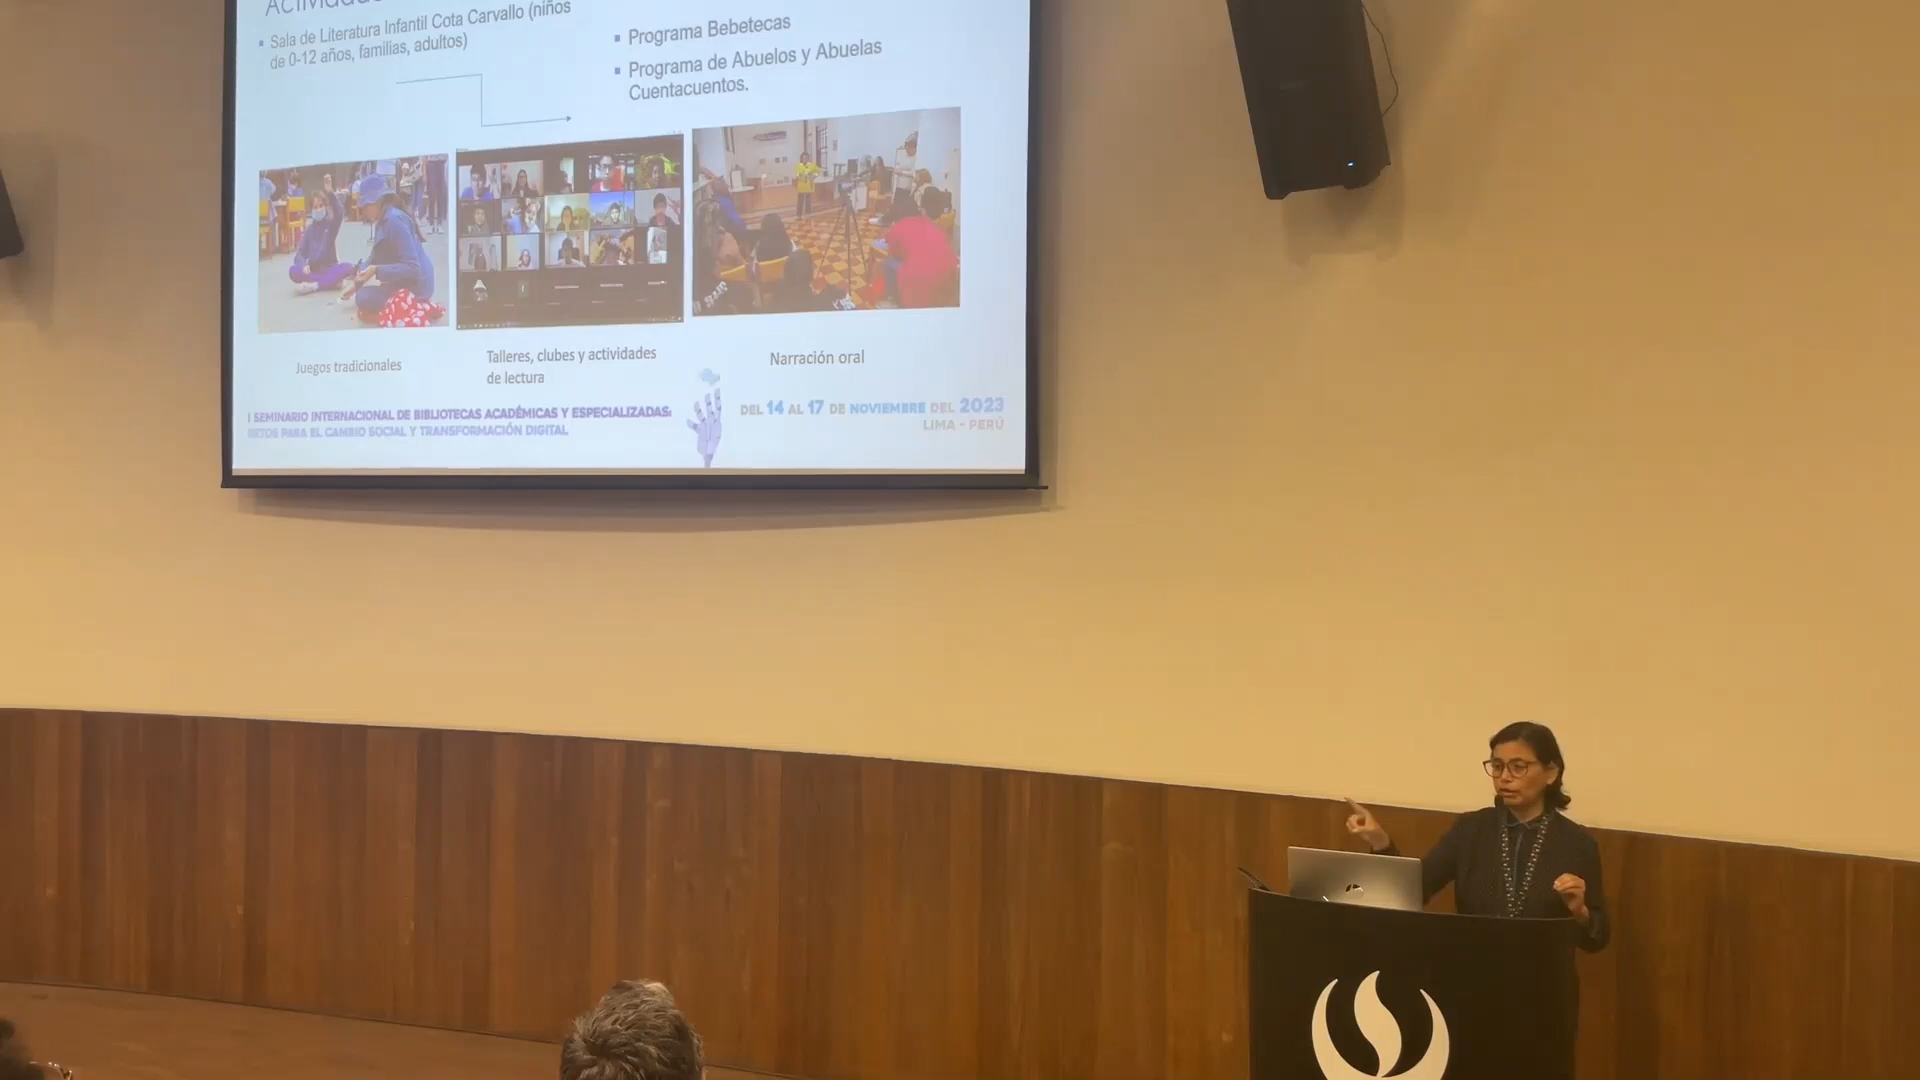 Actividades
Sala de Literatura Infantil Cota Carvallo (niños
de 0-12 años, familias, adultos)
Programa Bebetecas
Programa de Abuelos y Abuelas
Cuentacuentos.
Juegos tradicionales
Talleres, clubes y actividades
de lectura
Narración oral
I SEMINARIO INTERNACIONAL DE BIBLIOTECAS ACADÉMICAS Y ESPECIALIZADAS:
RETOS PARA EL CAMBIO SOCIAL Y TRANSFORMACIÓN DIGITAL
DEL 14 AL 17 DE NOVIEMBRE DEL 2023
LIMA - PERÚ